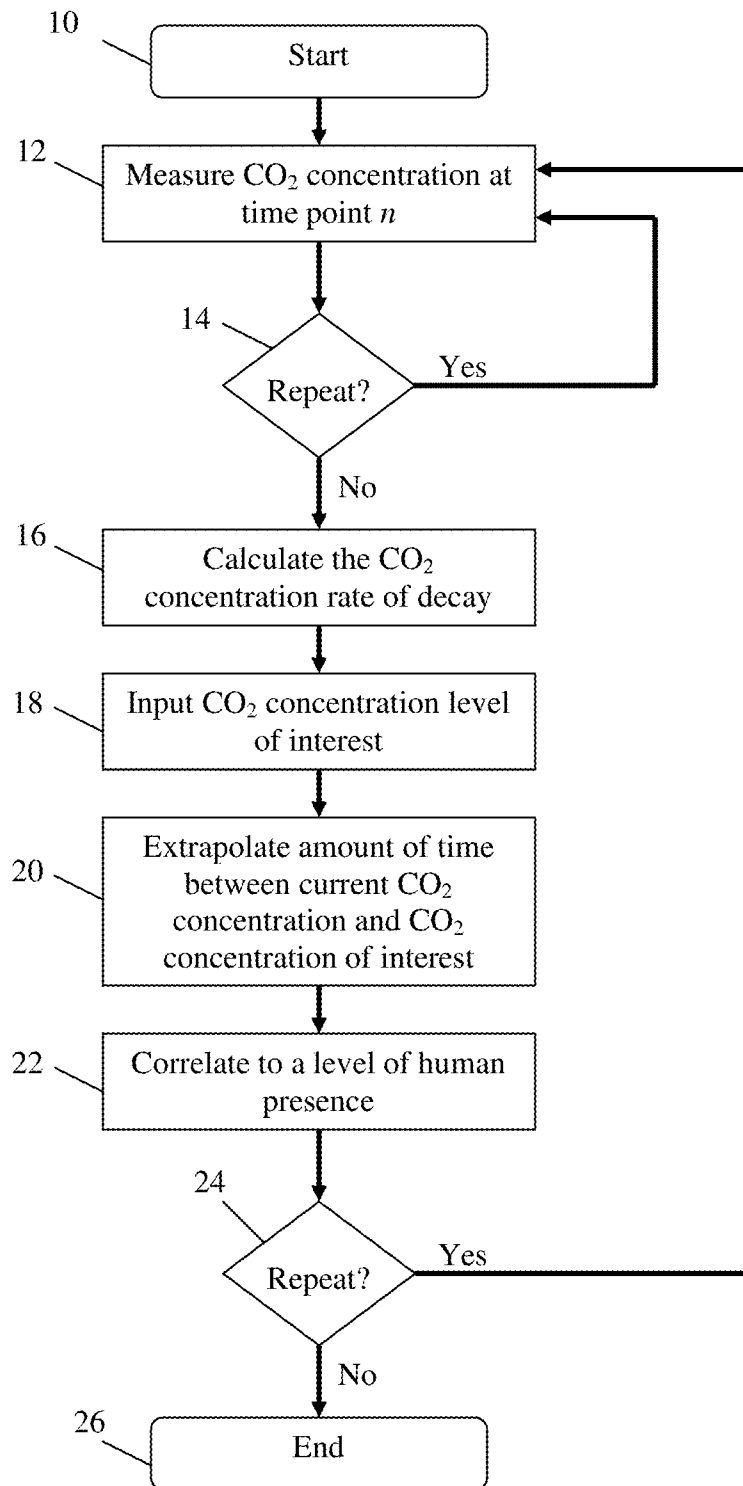 10
Start
12
Measure CO₂ concentration at
time point n
14
Repeat?
Yes
No
16
Calculate the CO₂
concentration rate of decay
18
Input CO₂ concentration level
of interest
20
Extrapolate amount of time
between current CO₂
concentration and CO₂
concentration of interest
22
Correlate to a level of human
presence
24
Repeat?
Yes
No
26
End